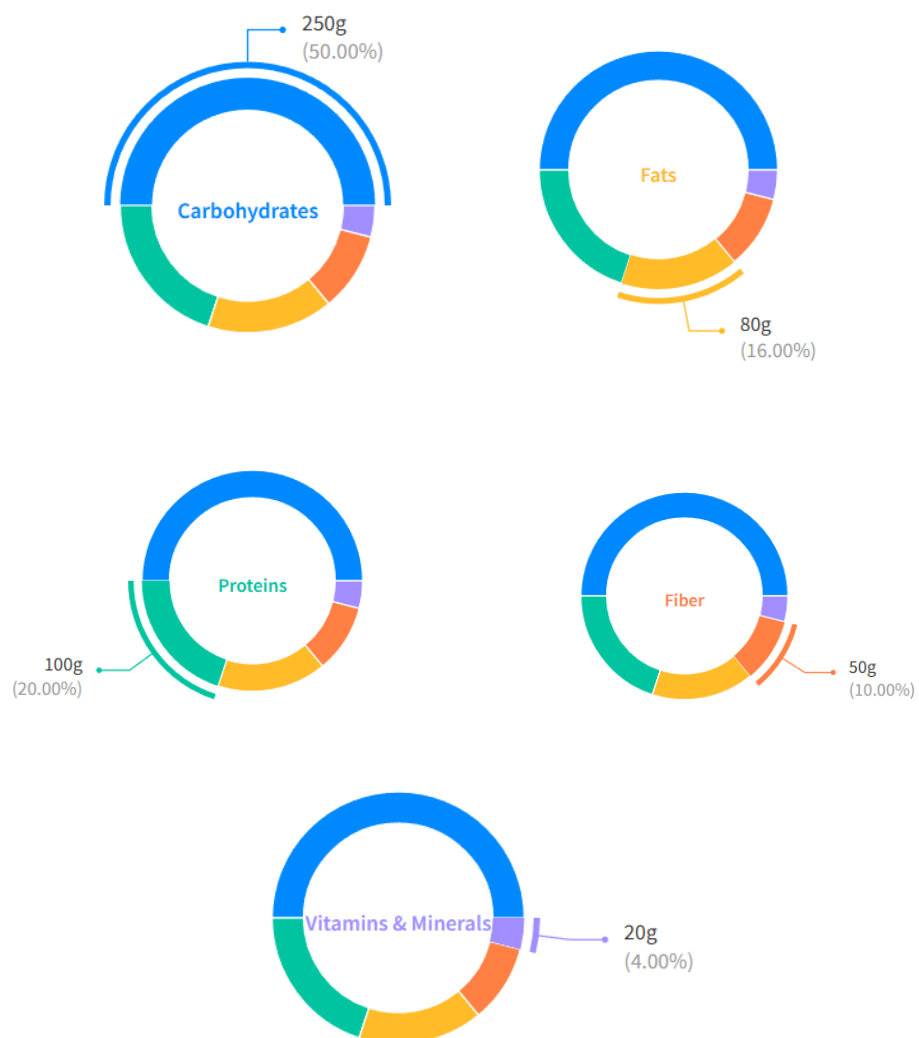 250g
(50.00%)
Carbohydrates
Fats
80g
(16.00%)
Proteins
100g
(20.00%)
Fiber
50g
(10.00%)
Vitamins & Minerals
20g
(4.00%)